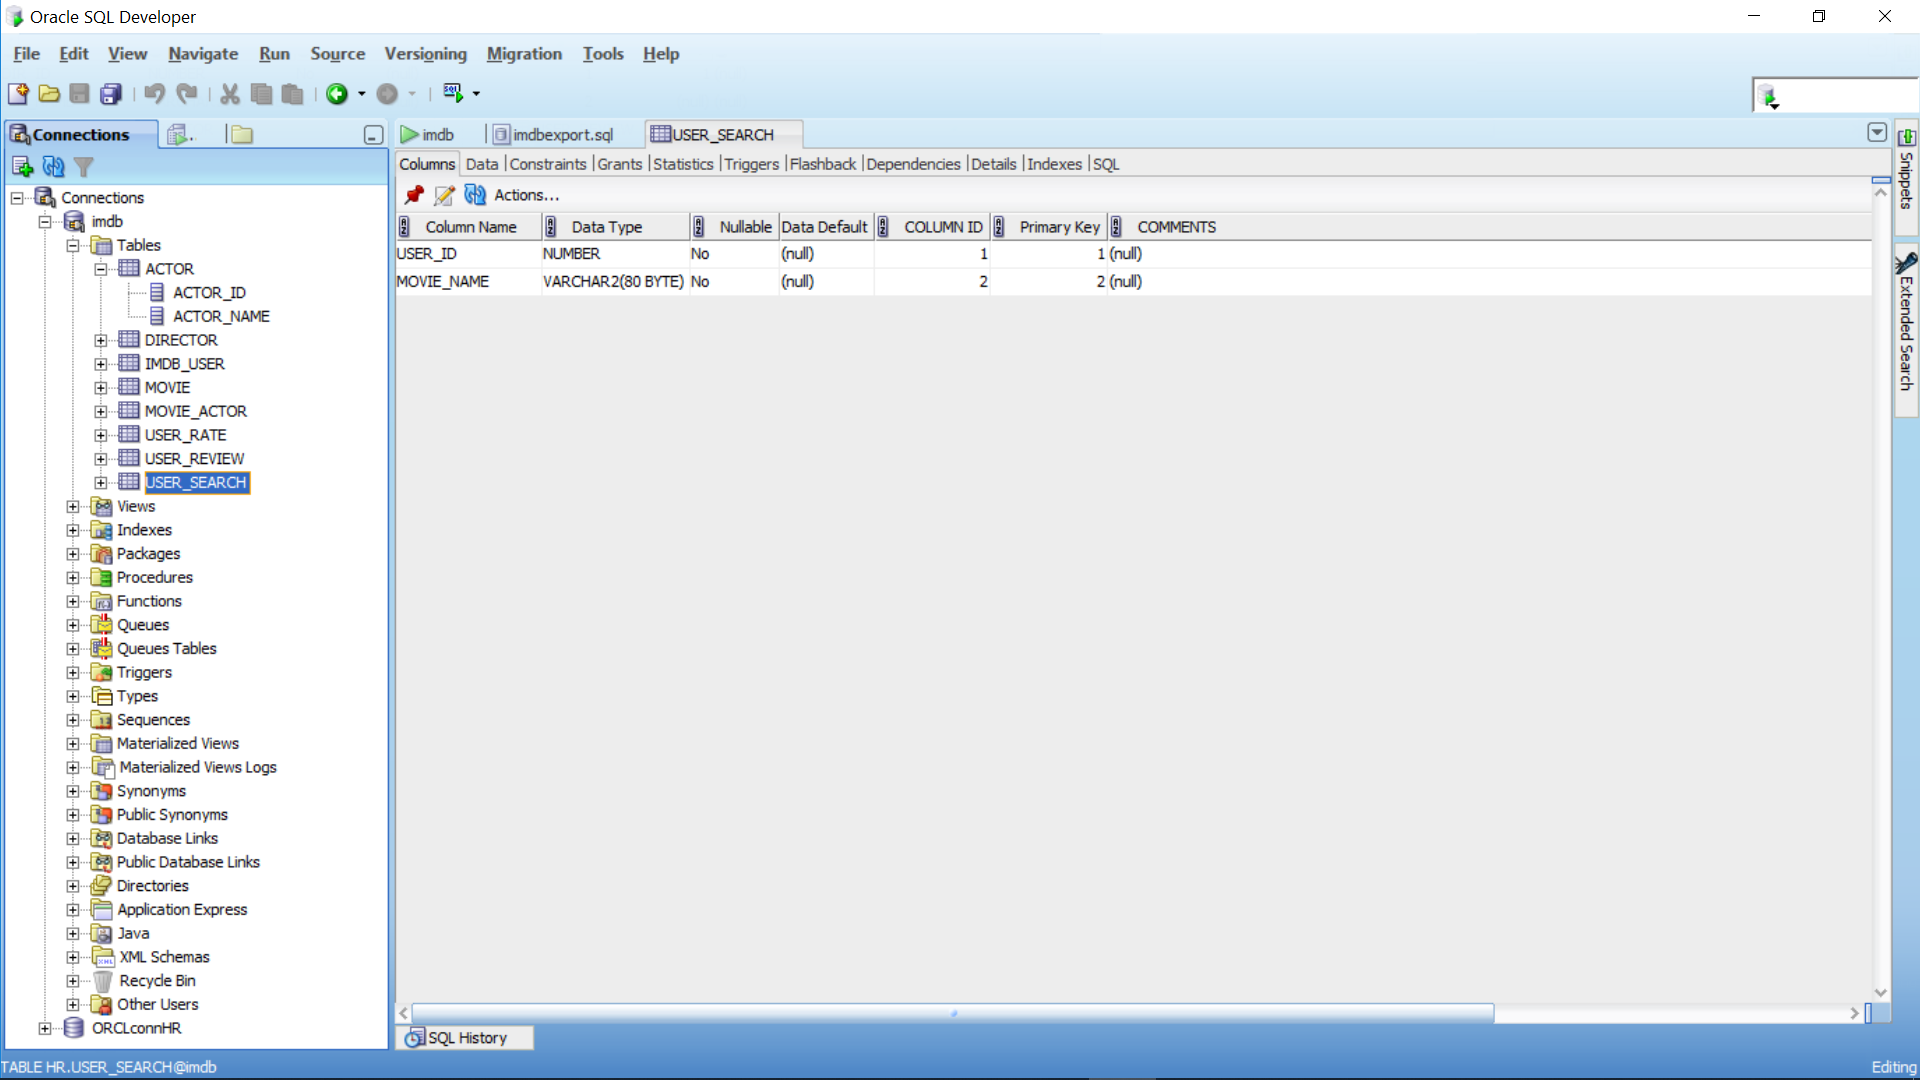 Oracle SQL Developer
File Edit View Navigate Run Source Versioning Migration Tools Help
Connections
imdb imdbexport.sql USER_SEARCH
Columns Data Constraints Grants Statistics Triggers Flashback Dependencies Details Indexes SQL
Actions...
Column Name Data Type Nullable Data Default COLUMN ID Primary Key COMMENTS
USER_ID NUMBER No (null) 1 1 (null)
MOVIE_NAME VARCHAR2(80 BYTE) No (null) 2 2 (null)
Connections
imdb
Tables
ACTOR
ACTOR_ID
ACTOR_NAME
DIRECTOR
IMDB_USER
MOVIE
MOVIE_ACTOR
USER_RATE
USER_REVIEW
USER_SEARCH
Views
Indexes
Packages
Procedures
Functions
Queues
Queues Tables
Triggers
Types
Sequences
Materialized Views
Materialized Views Logs
Synonyms
Public Synonyms
Database Links
Public Database Links
Directories
Application Express
Java
XML Schemas
Recycle Bin
Other Users
ORCLconnHR
Snippets
Extended Search
SQL History
TABLE HR.USER_SEARCH@imdb
Editing